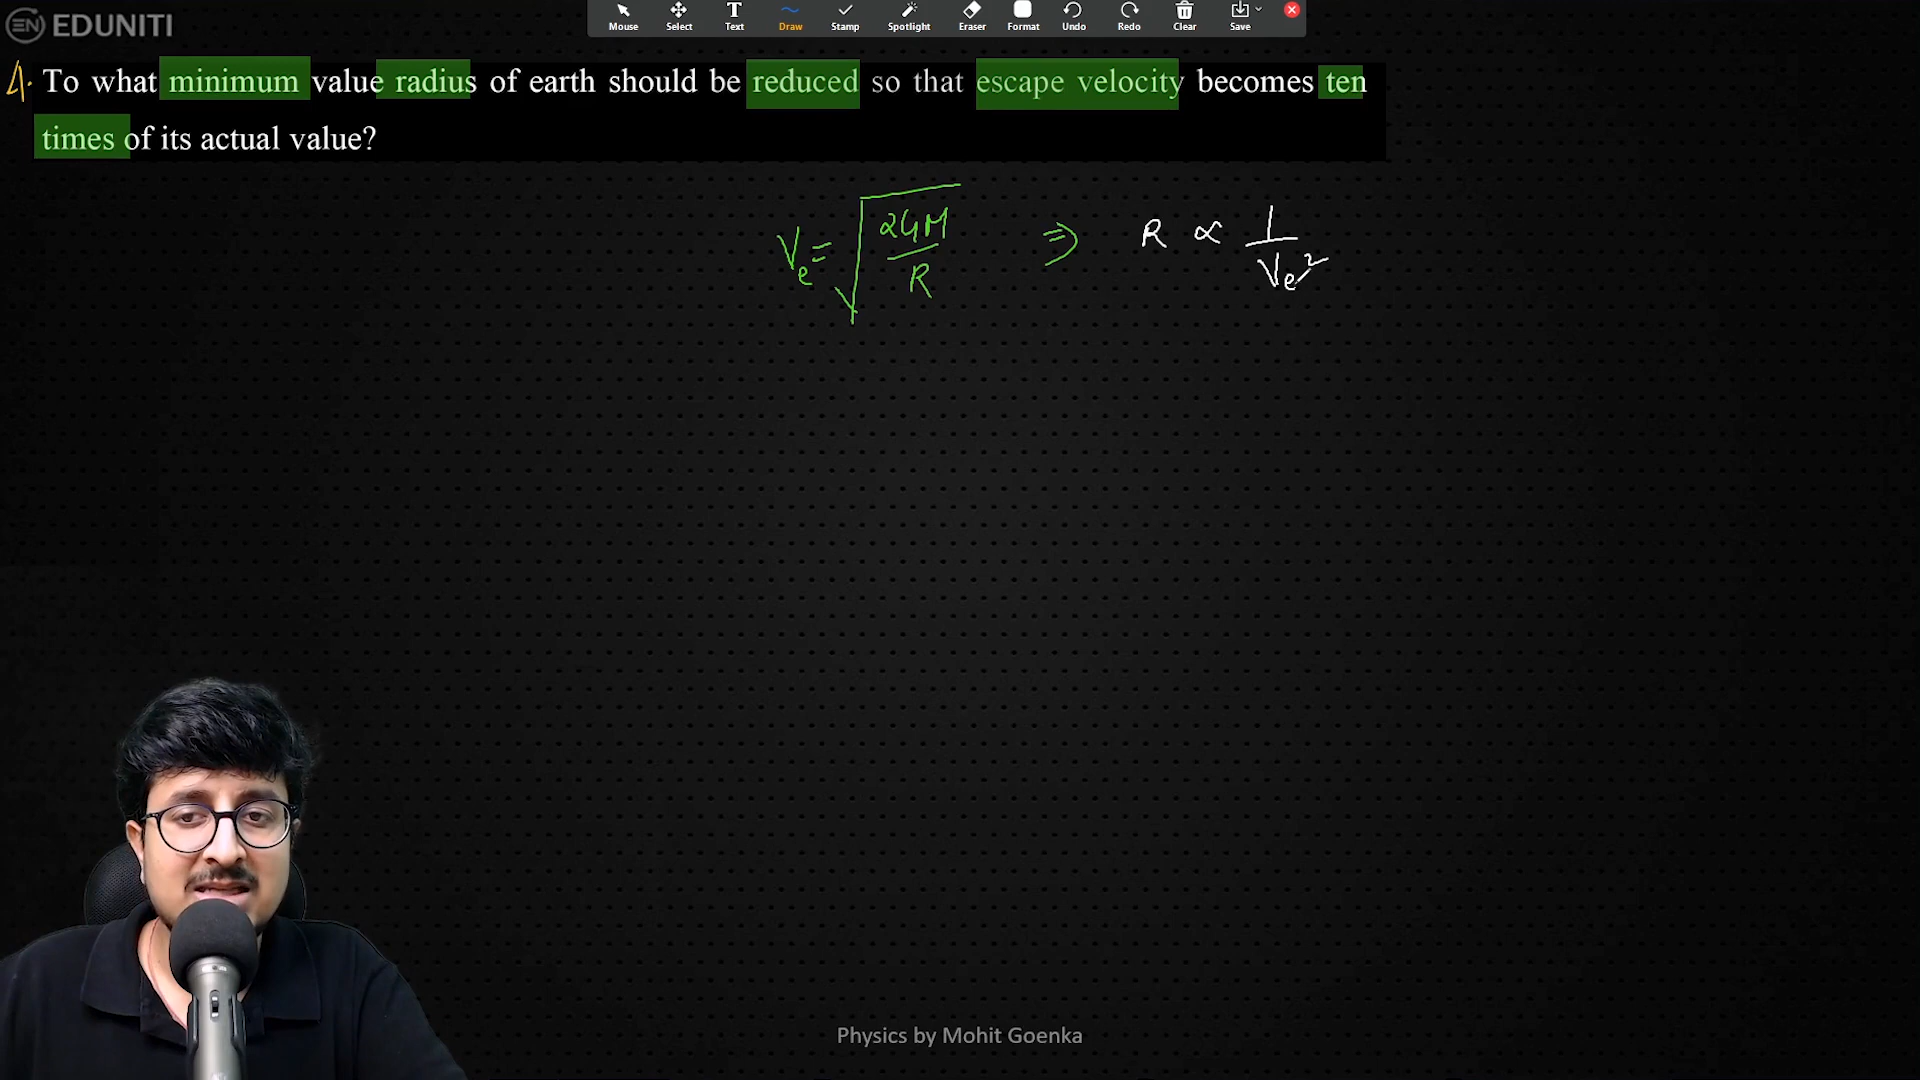 EN EDUNITI
Mouse Select Text Draw Stamp Spotlight Eraser Format Undo Redo Clear Save
4. To what minimum value radius of earth should be reduced so that escape velocity becomes ten
times of its actual value?
Ve = √(2GM/R) ⇒ R ∝ 1/Ve²
Physics by Mohit Goenka